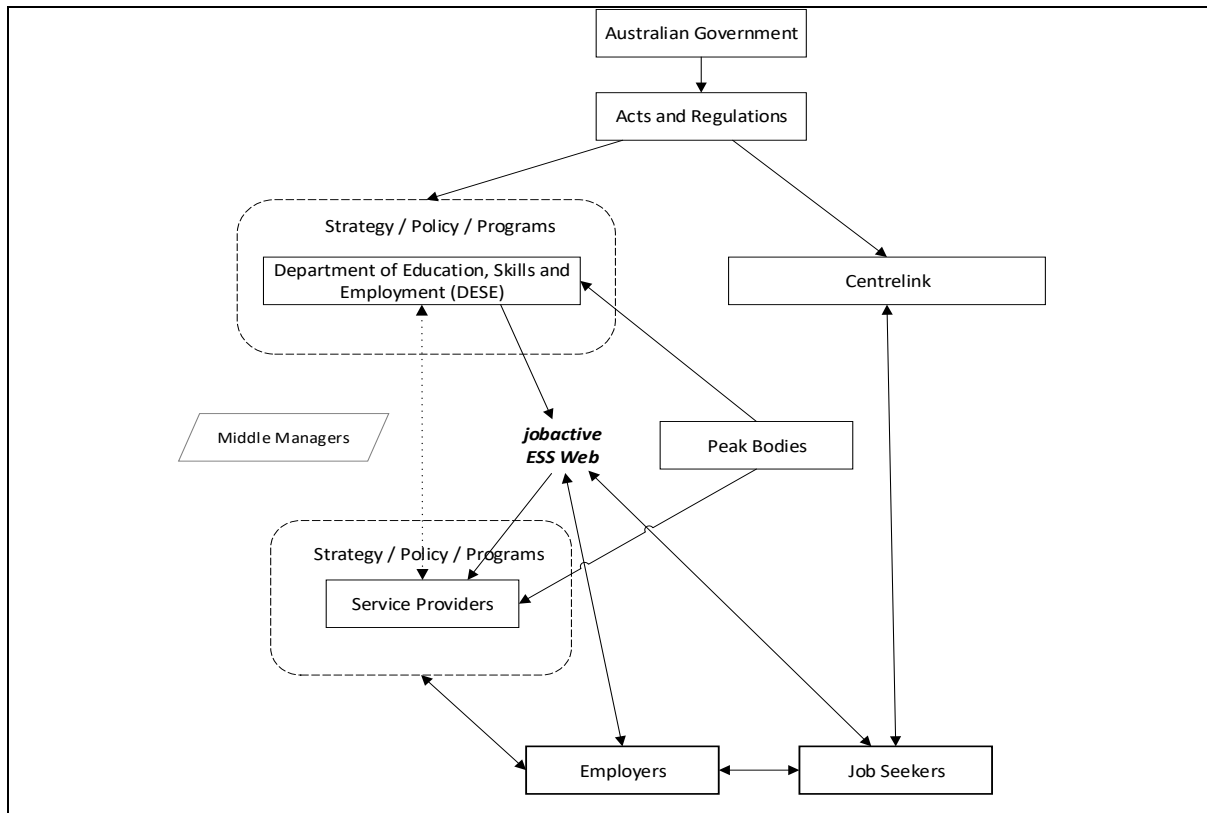 Australian Government
Acts and Regulations
Strategy / Policy / Programs
Department of Education, Skills and
Employment (DESE)
Centrelink
Middle Managers
jobactive
ESS Web
Peak Bodies
Strategy / Policy / Programs
Service Providers
Employers
Job Seekers